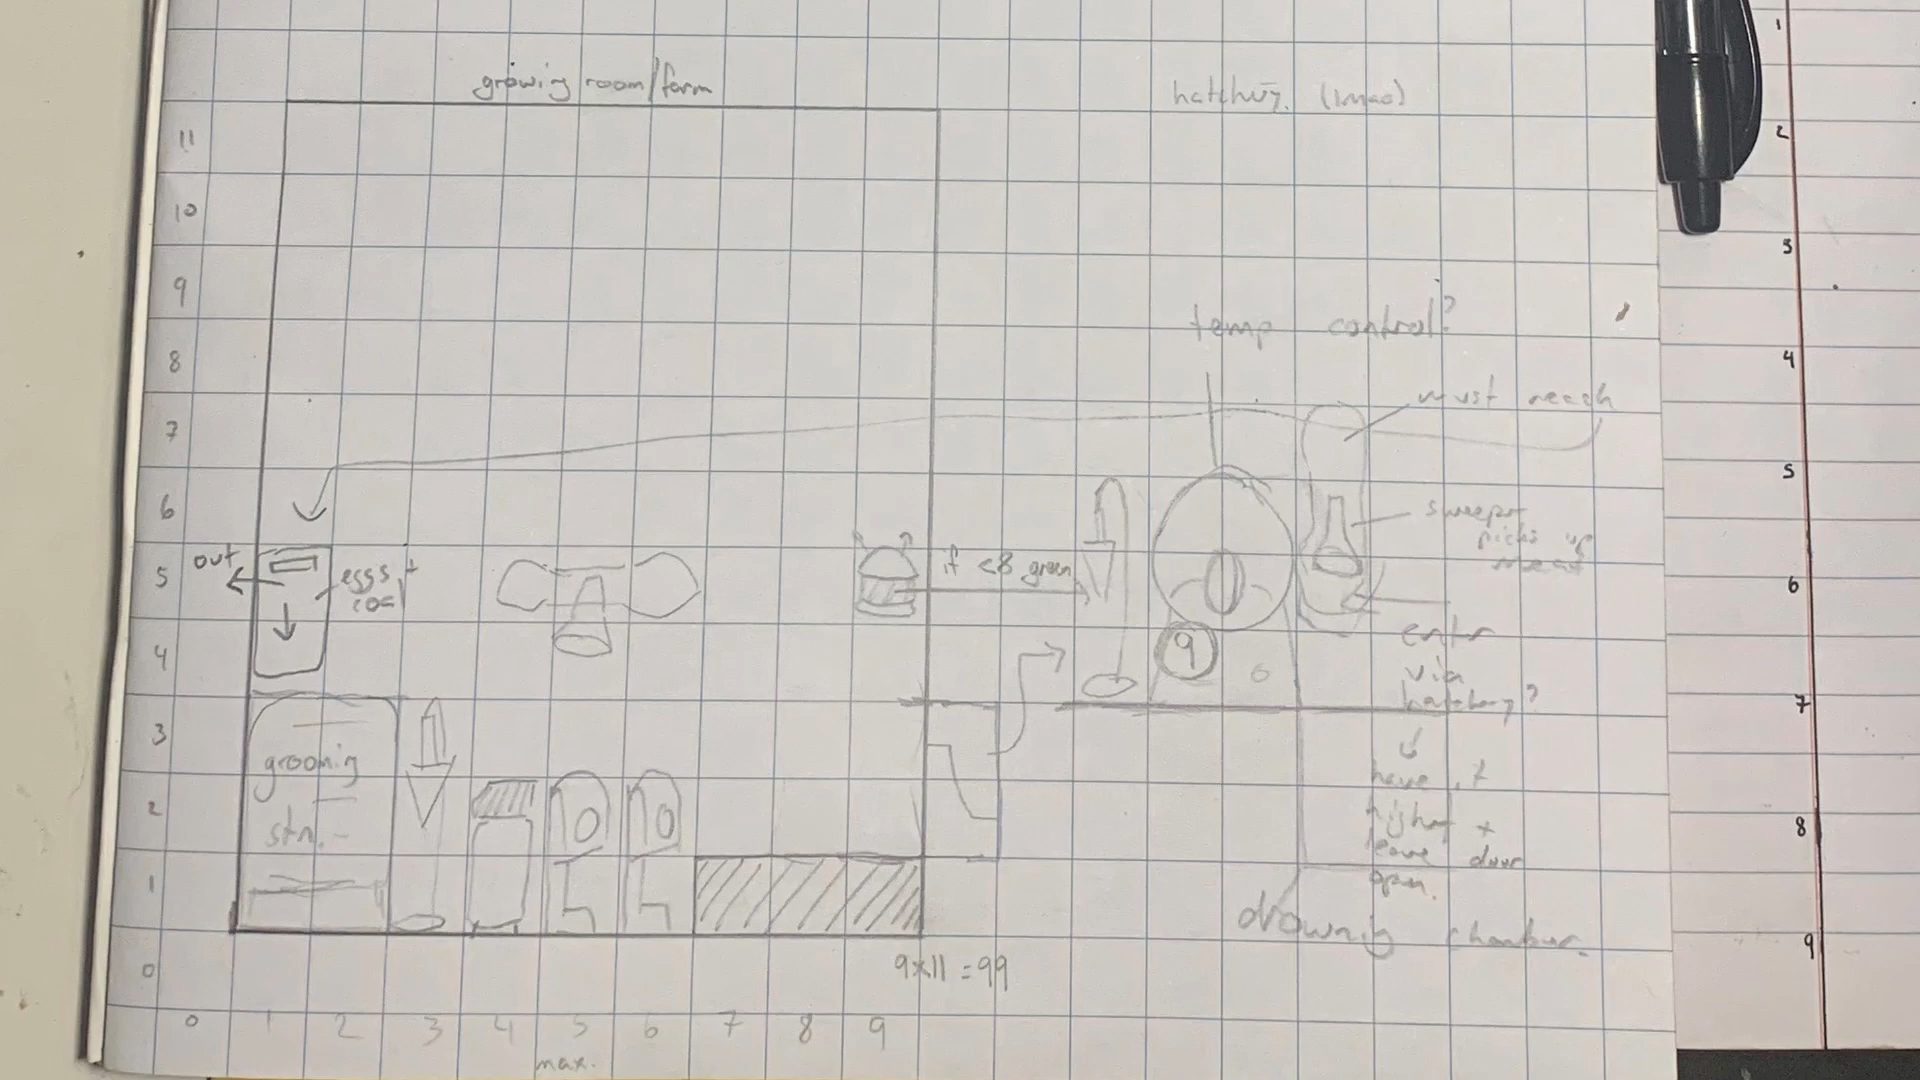 growing room/farm
hatchery. (lmao)
11
10
9
8
7
6
5
4
3
2
1
0
temp control?
must reach
sweeper
picks up
meat
out
eggs +
coal
if <8 green
9
enter
via
hatchery?
have it
higher +
leave door
open.
grooming
stn.
drowning chamber.
9x11 = 99
0 1 2 3 4 5 6 7 8 9
max.
1
2
3
4
5
6
7
8
9